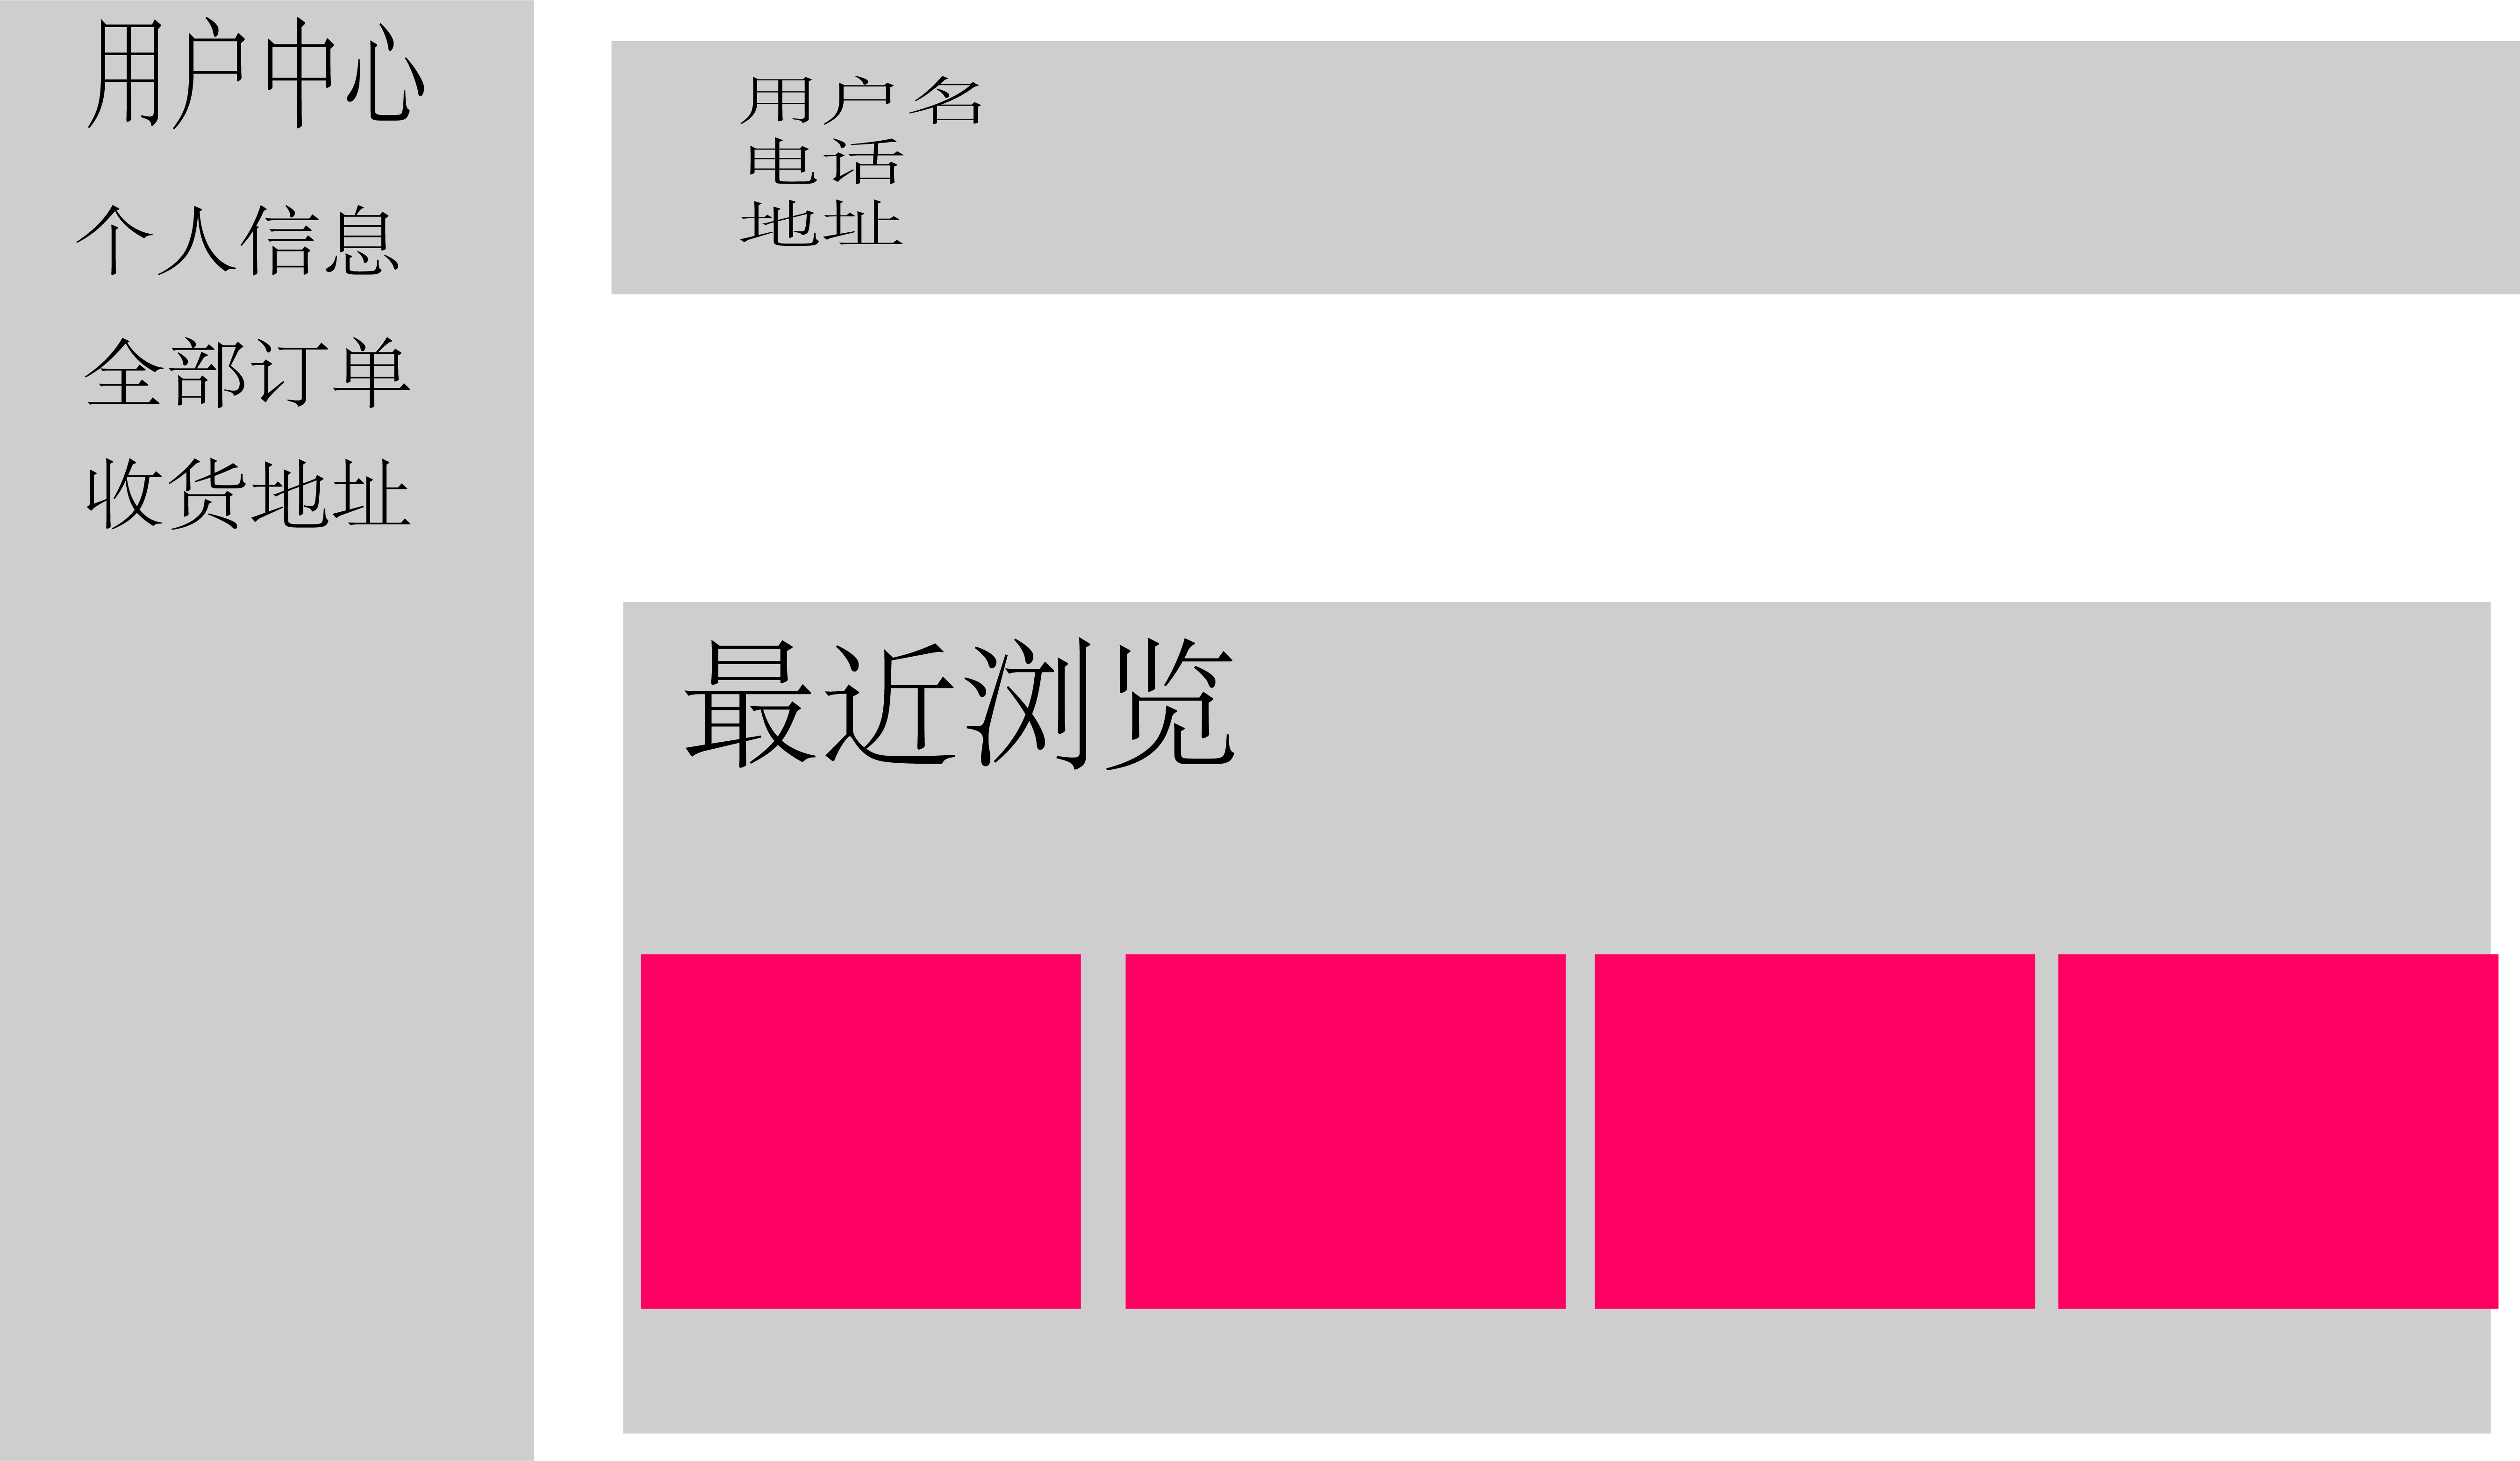 用户中心
个人信息
全部订单
收货地址
用户名
电话
地址
最近浏览